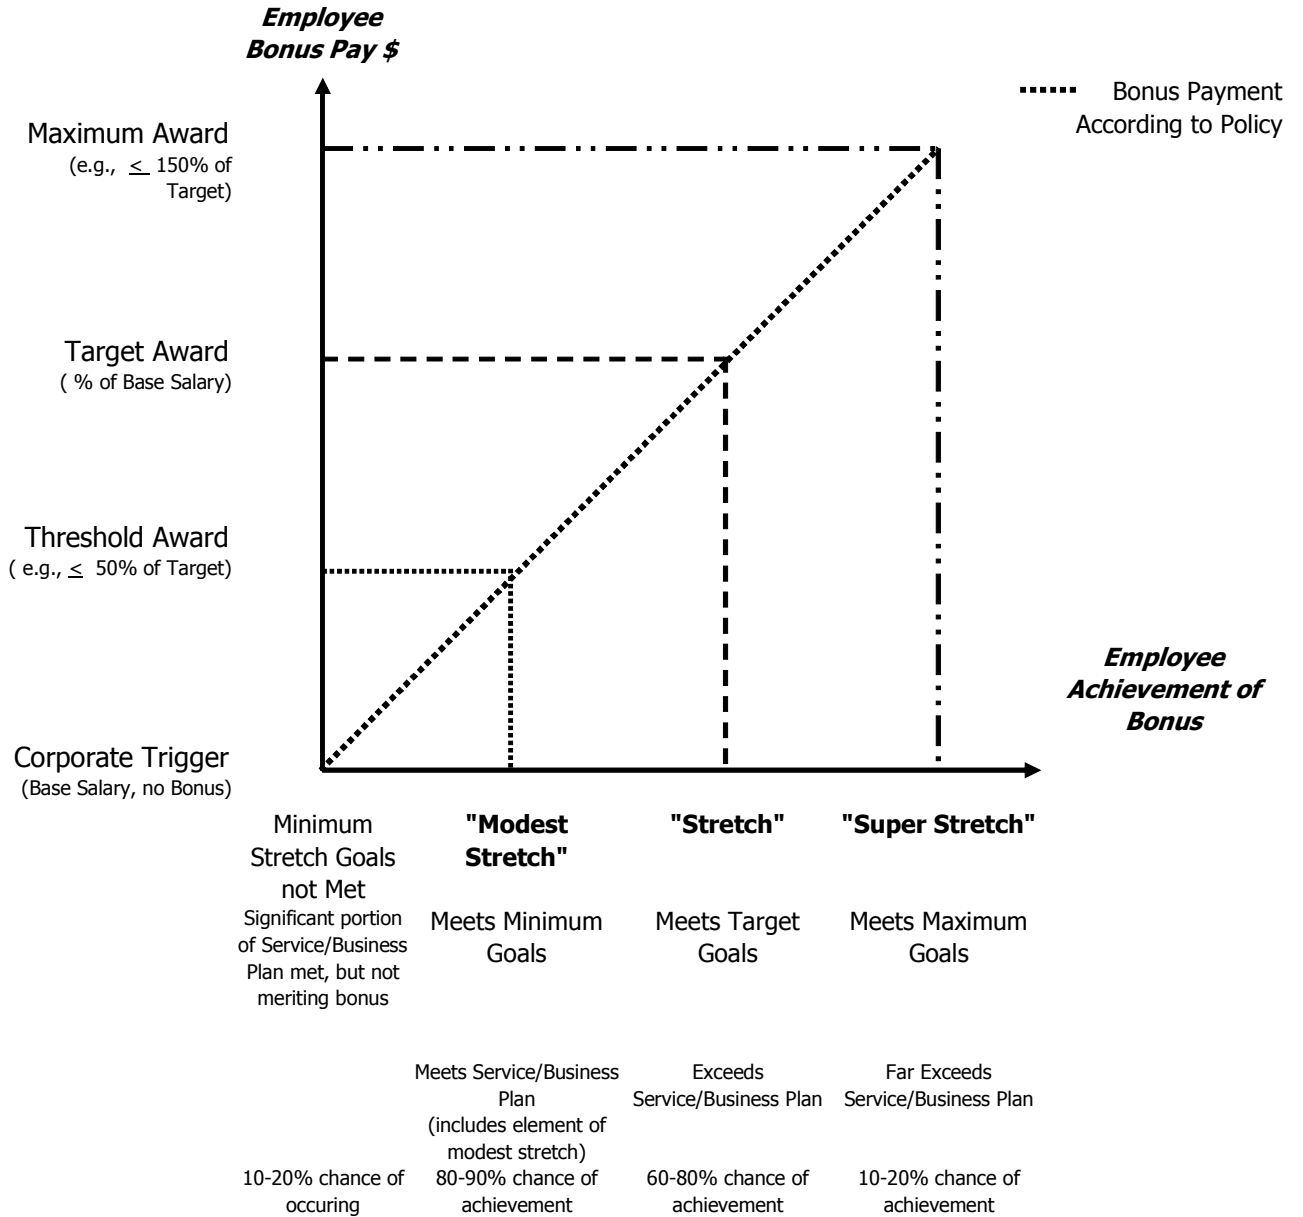 Employee
Bonus Pay $
Bonus Payment
According to Policy
Maximum Award
(e.g., < 150% of
Target)
Target Award
( % of Base Salary)
Threshold Award
( e.g., < 50% of Target)
Employee
Achievement of
Bonus
Corporate Trigger
(Base Salary, no Bonus)
Minimum
Stretch Goals
not Met
Significant portion
of Service/Business
Plan met, but not
meriting bonus
"Modest
Stretch"
"Stretch"
"Super Stretch"
Meets Minimum
Goals
Meets Target
Goals
Meets Maximum
Goals
Meets Service/Business
Plan
(includes element of
modest stretch)
Exceeds
Service/Business Plan
Far Exceeds
Service/Business Plan
10-20% chance of
occuring
80-90% chance of
achievement
60-80% chance of
achievement
10-20% chance of
achievement